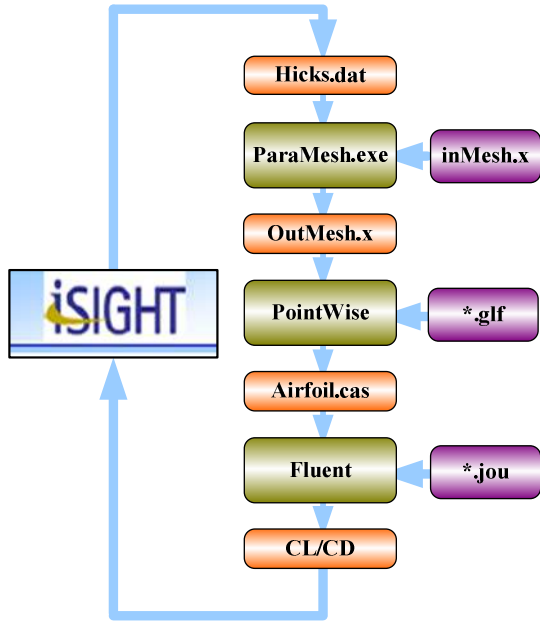 Hicks.dat
ParaMesh.exe
inMesh.x
OutMesh.x
iSIGHT
PointWise
*.glf
Airfoil.cas
Fluent
*.jou
CL/CD